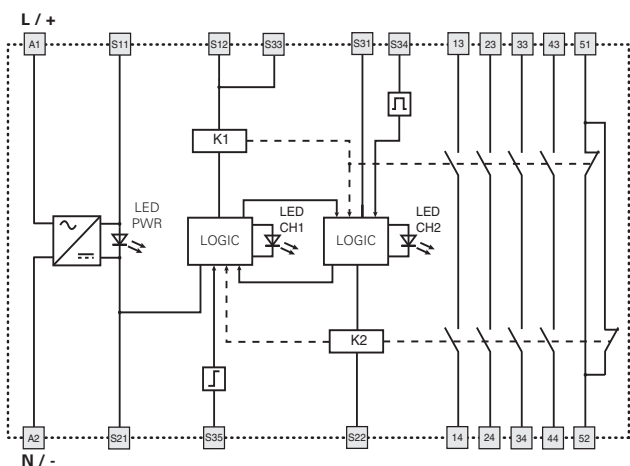 L / +
A1 S11 S12 S33 S31 S34 13 23 33 43 51
K1
LED PWR
LOGIC
LED CH1
LOGIC
LED CH2
K2
A2 S21 S35 S22 14 24 34 44 52
N / -